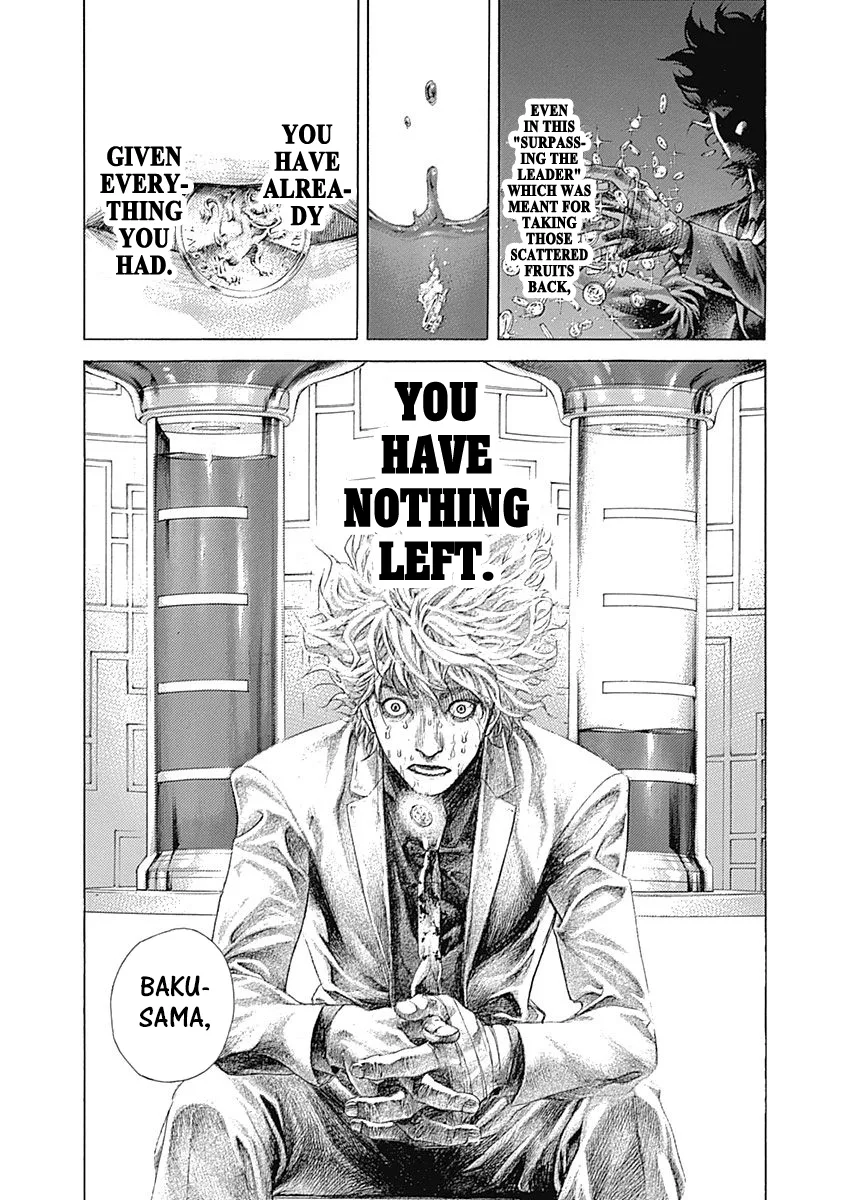 EVEN
IN THIS
"SURPASS-
ING THE
LEADER"
WHICH WAS
MEANT FOR
TAKING
THOSE
SCATTERED
FRUITS
BACK,
YOU
HAVE
ALREA-
DY
GIVEN
EVERY-
THING
YOU
HAD.
YOU
HAVE
NOTHING
LEFT.
BAKU-
SAMA,